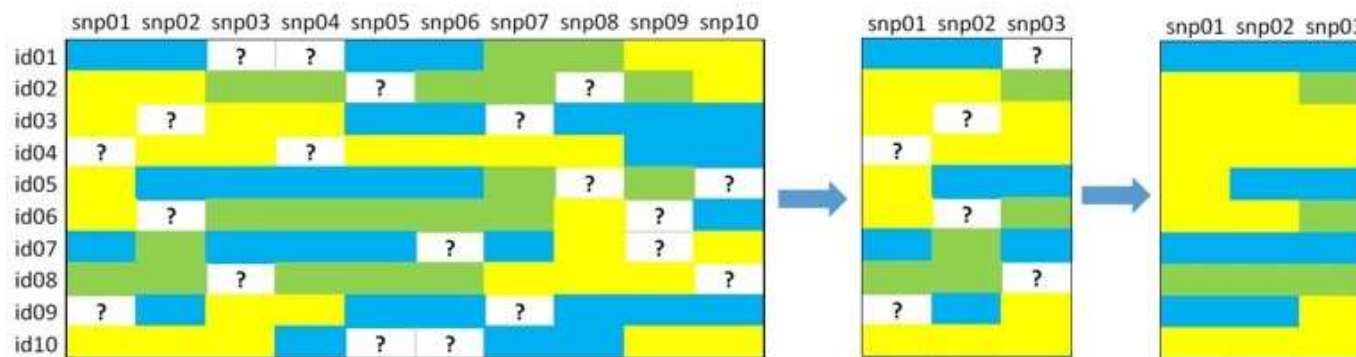 snp01 snp02 snp03 snp04 snp05 snp06 snp07 snp08 snp09 snp10 snp01 snp02 snp03 snp01 snp02 snp03
id01 ? ? ?
id02 ? ?
id03 ? ? ?
id04 ? ? ?
id05 ? ?
id06 ? ? ?
id07 ? ?
id08 ? ? ?
id09 ? ? ?
id10 ? ?